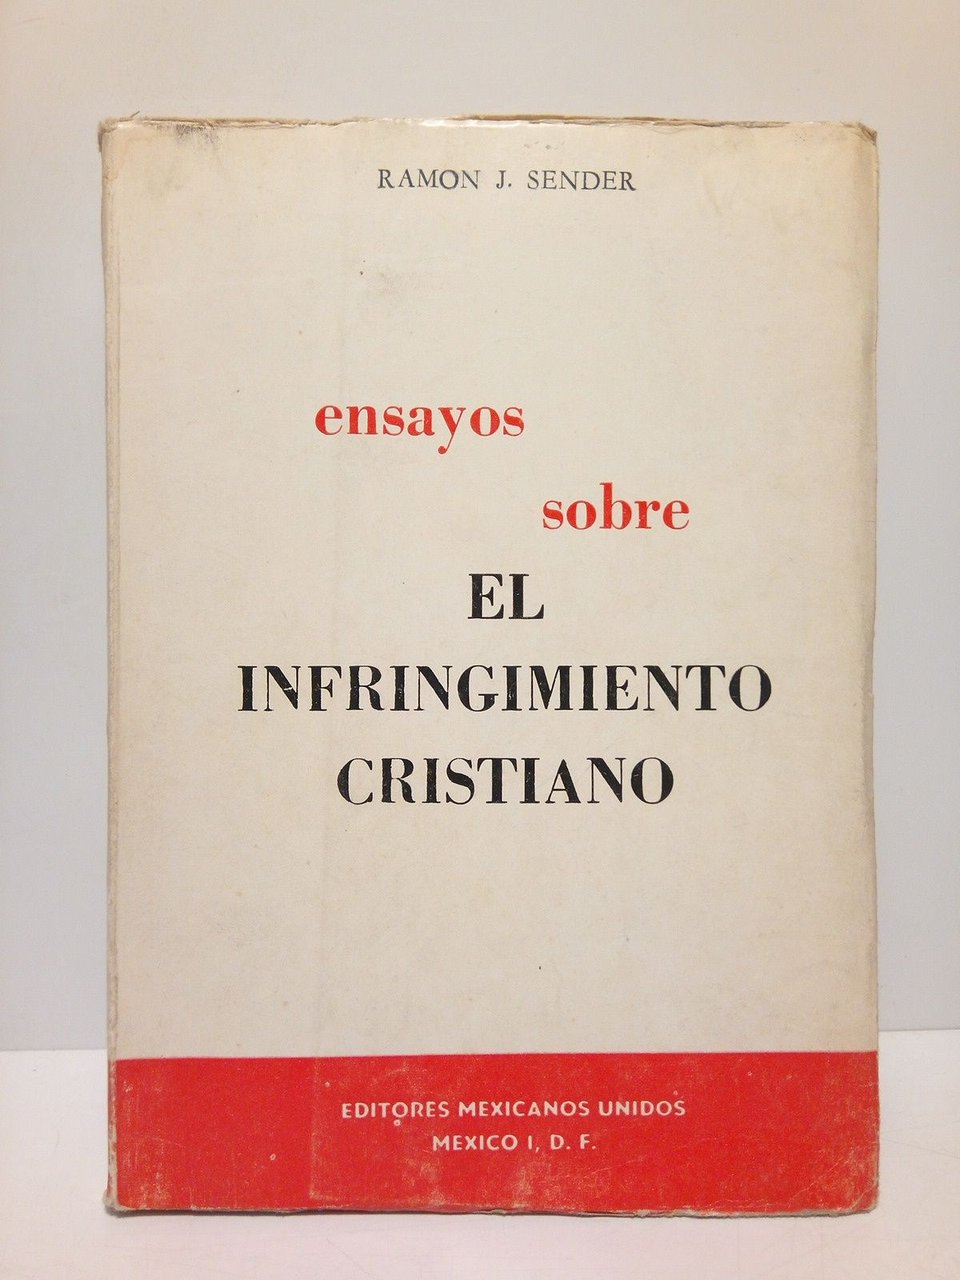 RAMON J. SENDER
ensayos
sobre
EL
INFRINGIMIENTO
CRISTIANO
EDITORES MEXICANOS UNIDOS
MEXICO I, D. F.